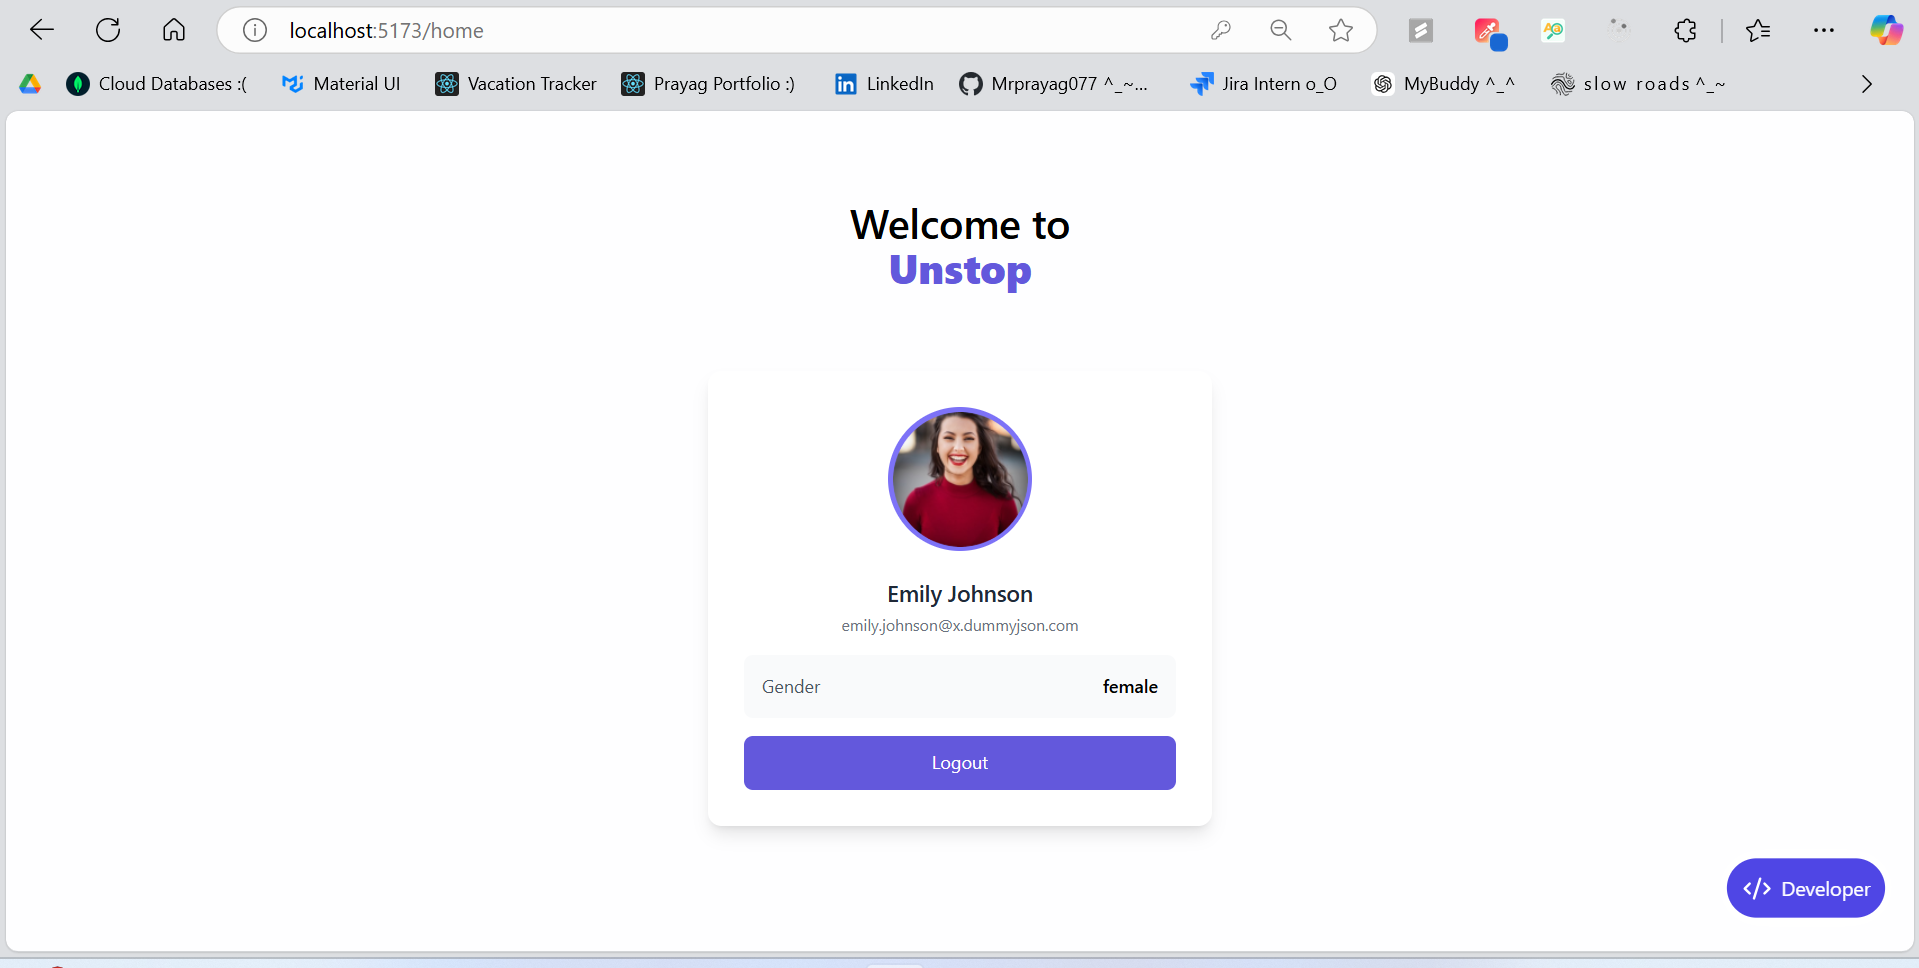 localhost:5173/home
Cloud Databases :( Material UI Vacation Tracker Prayag Portfolio :) LinkedIn Mrprayag077 ^_~... Jira Intern o_O MyBuddy ^_^ slow roads ^_~
Welcome to
Unstop
Emily Johnson
emily.johnson@x.dummyjson.com
Gender female
Logout
</> Developer